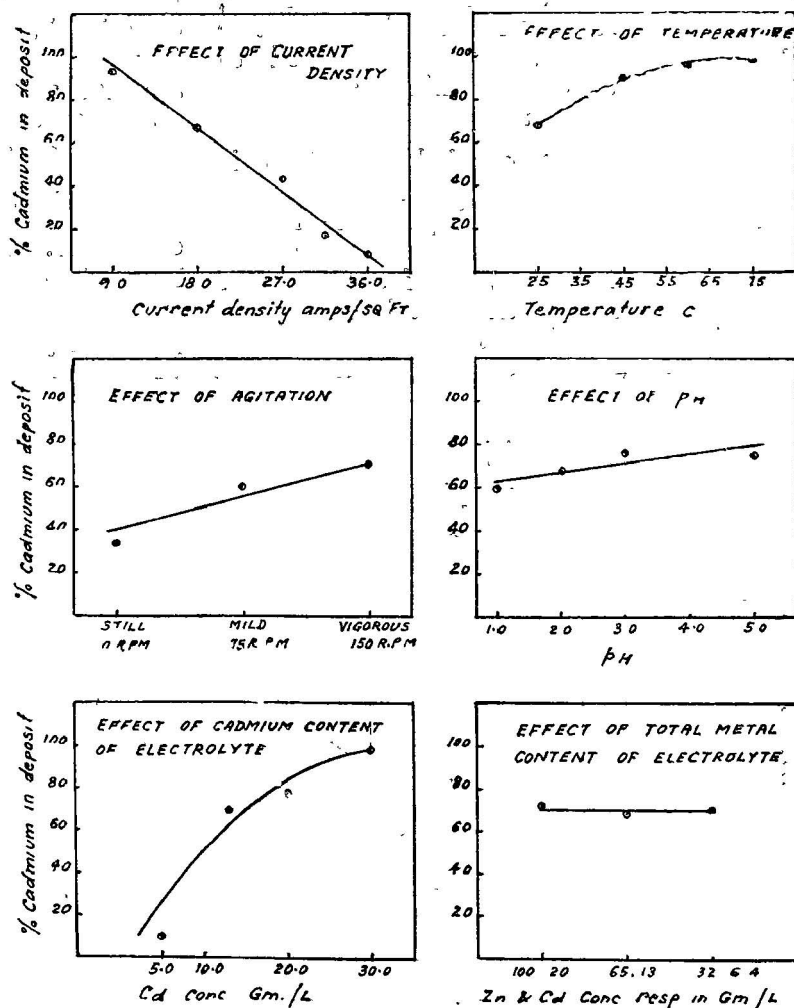 EFFECT OF CURRENT
DENSITY
% Cadmium in deposit
100
80
60
40
20
9.0 18.0 27.0 36.0
Current density amps/SQ FT
EFFECT OF TEMPERATURE
100
80
60
40
20
25 35 45 55 65 75
Temperature C
EFFECT OF AGITATION
% Cadmium in deposit
100
80
60
40
20
STILL MILD VIGOROUS
0 RPM 75 R PM 150 R.PM
EFFECT OF PH
100
80
60
40
20
1.0 2.0 3.0 4.0 5.0
PH
EFFECT OF CADMIUM CONTENT
OF ELECTROLYTE
% Cadmium in deposit
100
80
60
40
20
5.0 10.0 20.0 30.0
Cd Conc Gm./L
EFFECT OF TOTAL METAL
CONTENT OF ELECTROLYTE
100
80
60
40
20
100 20 65.13 32 6.4
Zn & Cd Conc resp in Gm/L